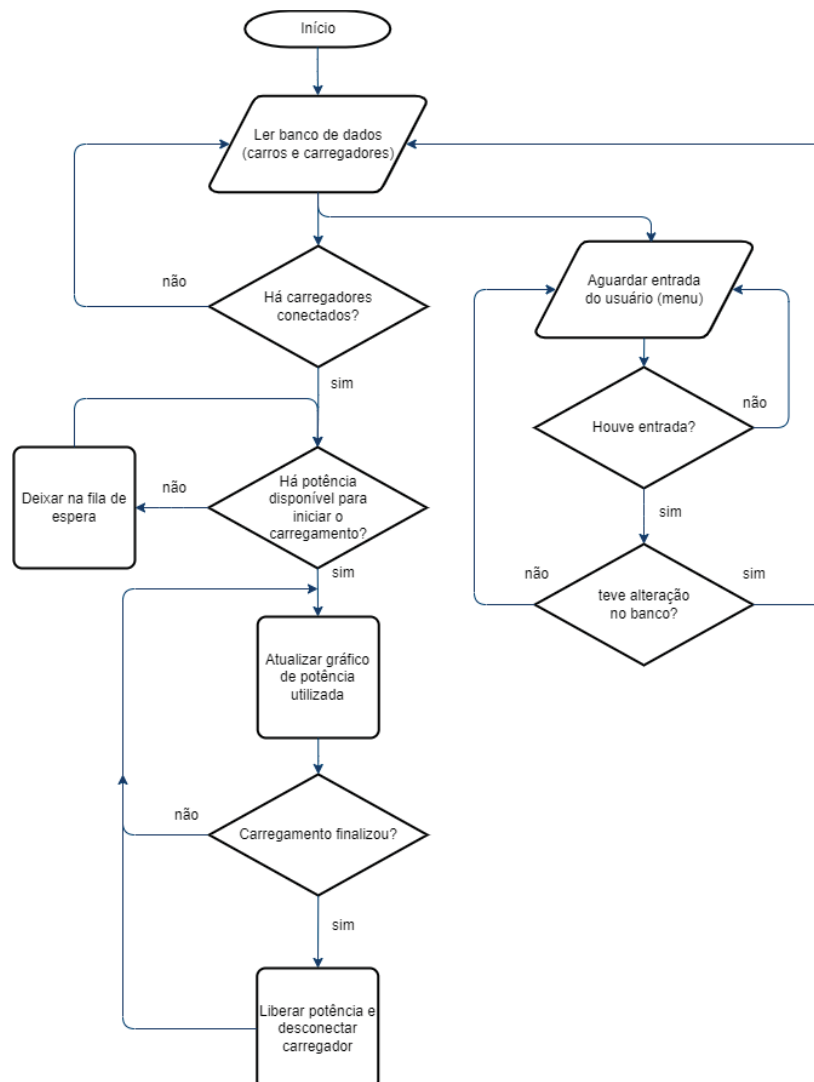 Início
Ler banco de dados
(carros e carregadores)
não
Há carregadores
conectados?
sim
Aguardar entrada
do usuário (menu)
não
Houve entrada?
sim
não
teve alteração
no banco?
sim
Deixar na fila de
espera
não
Há potência
disponível para
iniciar o
carregamento?
sim
Atualizar gráfico
de potência
utilizada
não
Carregamento finalizou?
sim
Liberar potência e
desconectar
carregador